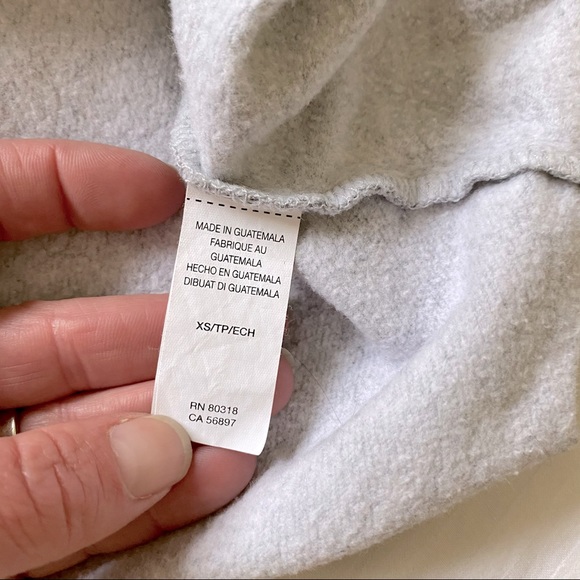 MADE IN GUATEMALA
FABRIQUE AU
GUATEMALA
HECHO EN GUATEMALA
DIBUAT DI GUATEMALA
XS/TP/ECH
RN 80318
CA 56897